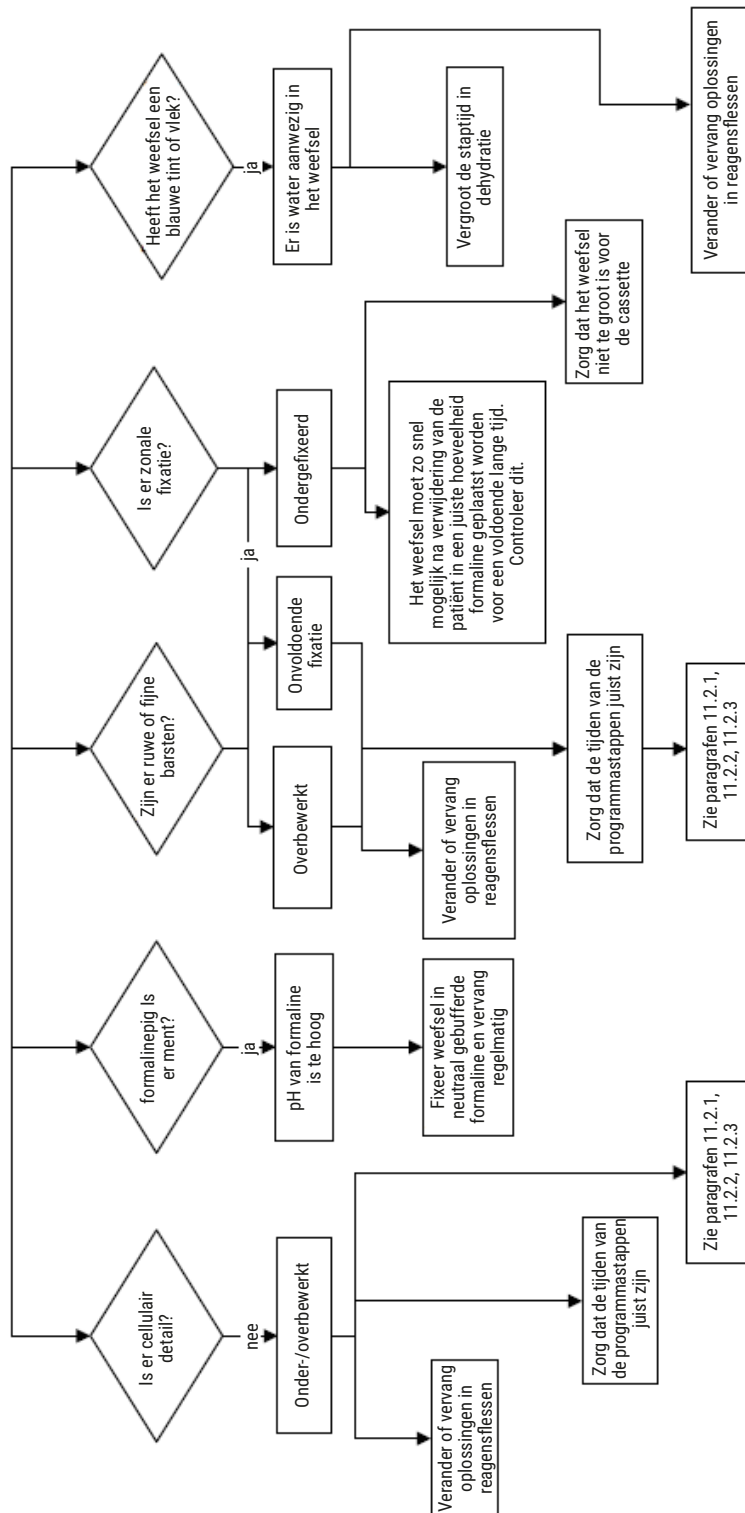 Is er cellulair
detail?
nee
Onder-/overbewerkt
Verander of vervang
oplossingen in
reagensflessen
Zorg dat de tijden van
de programmastappen
juist zijn
Zie paragrafen 11.2.1,
11.2.2, 11.2.3
formalinepig Is
er ment?
ja
pH van formaline
is te hoog
Fixeer weefsel in
neutraal gebufferde
formaline en vervang
regelmatig
Zijn er ruwe of fijne
barsten?
Overbewerkt
Onvoldoende
fixatie
Verander of vervang
oplossingen in
reagensflessen
Zorg dat de tijden van de
programmastappen juist zijn
Zie paragrafen 11.2.1,
11.2.2, 11.2.3
Is er zonale
fixatie?
ja
Ondergefixeerd
Het weefsel moet zo snel
mogelijk na verwijdering van de
patiënt in een juiste hoeveelheid
formaline geplaatst worden
voor een voldoende lange tijd.
Controleer dit.
Zorg dat het weefsel
niet te groot is voor
de cassette
Heeft het weefsel een
blauwe tint of vlek?
ja
Er is water aanwezig in
het weefsel
Vergroot de staptijd in
dehydratie
Verander of vervang oplossingen
in reagensflessen